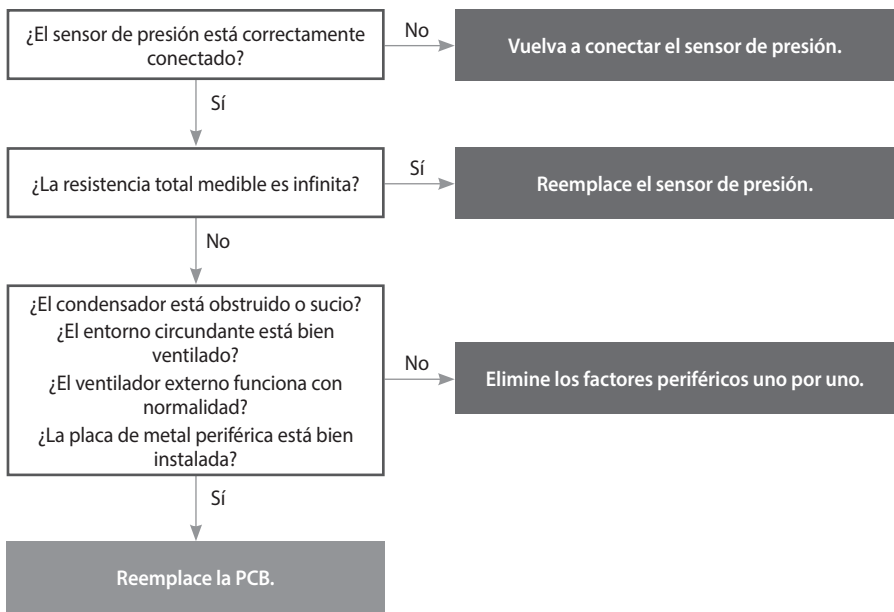 ¿El sensor de presión está correctamente
conectado?
No
Vuelva a conectar el sensor de presión.
Sí
¿La resistencia total medible es infinita?
Sí
Reemplace el sensor de presión.
No
¿El condensador está obstruido o sucio?
¿El entorno circundante está bien
ventilado?
¿El ventilador externo funciona con
normalidad?
¿La placa de metal periférica está bien
instalada?
No
Elimine los factores periféricos uno por uno.
Sí
Reemplace la PCB.